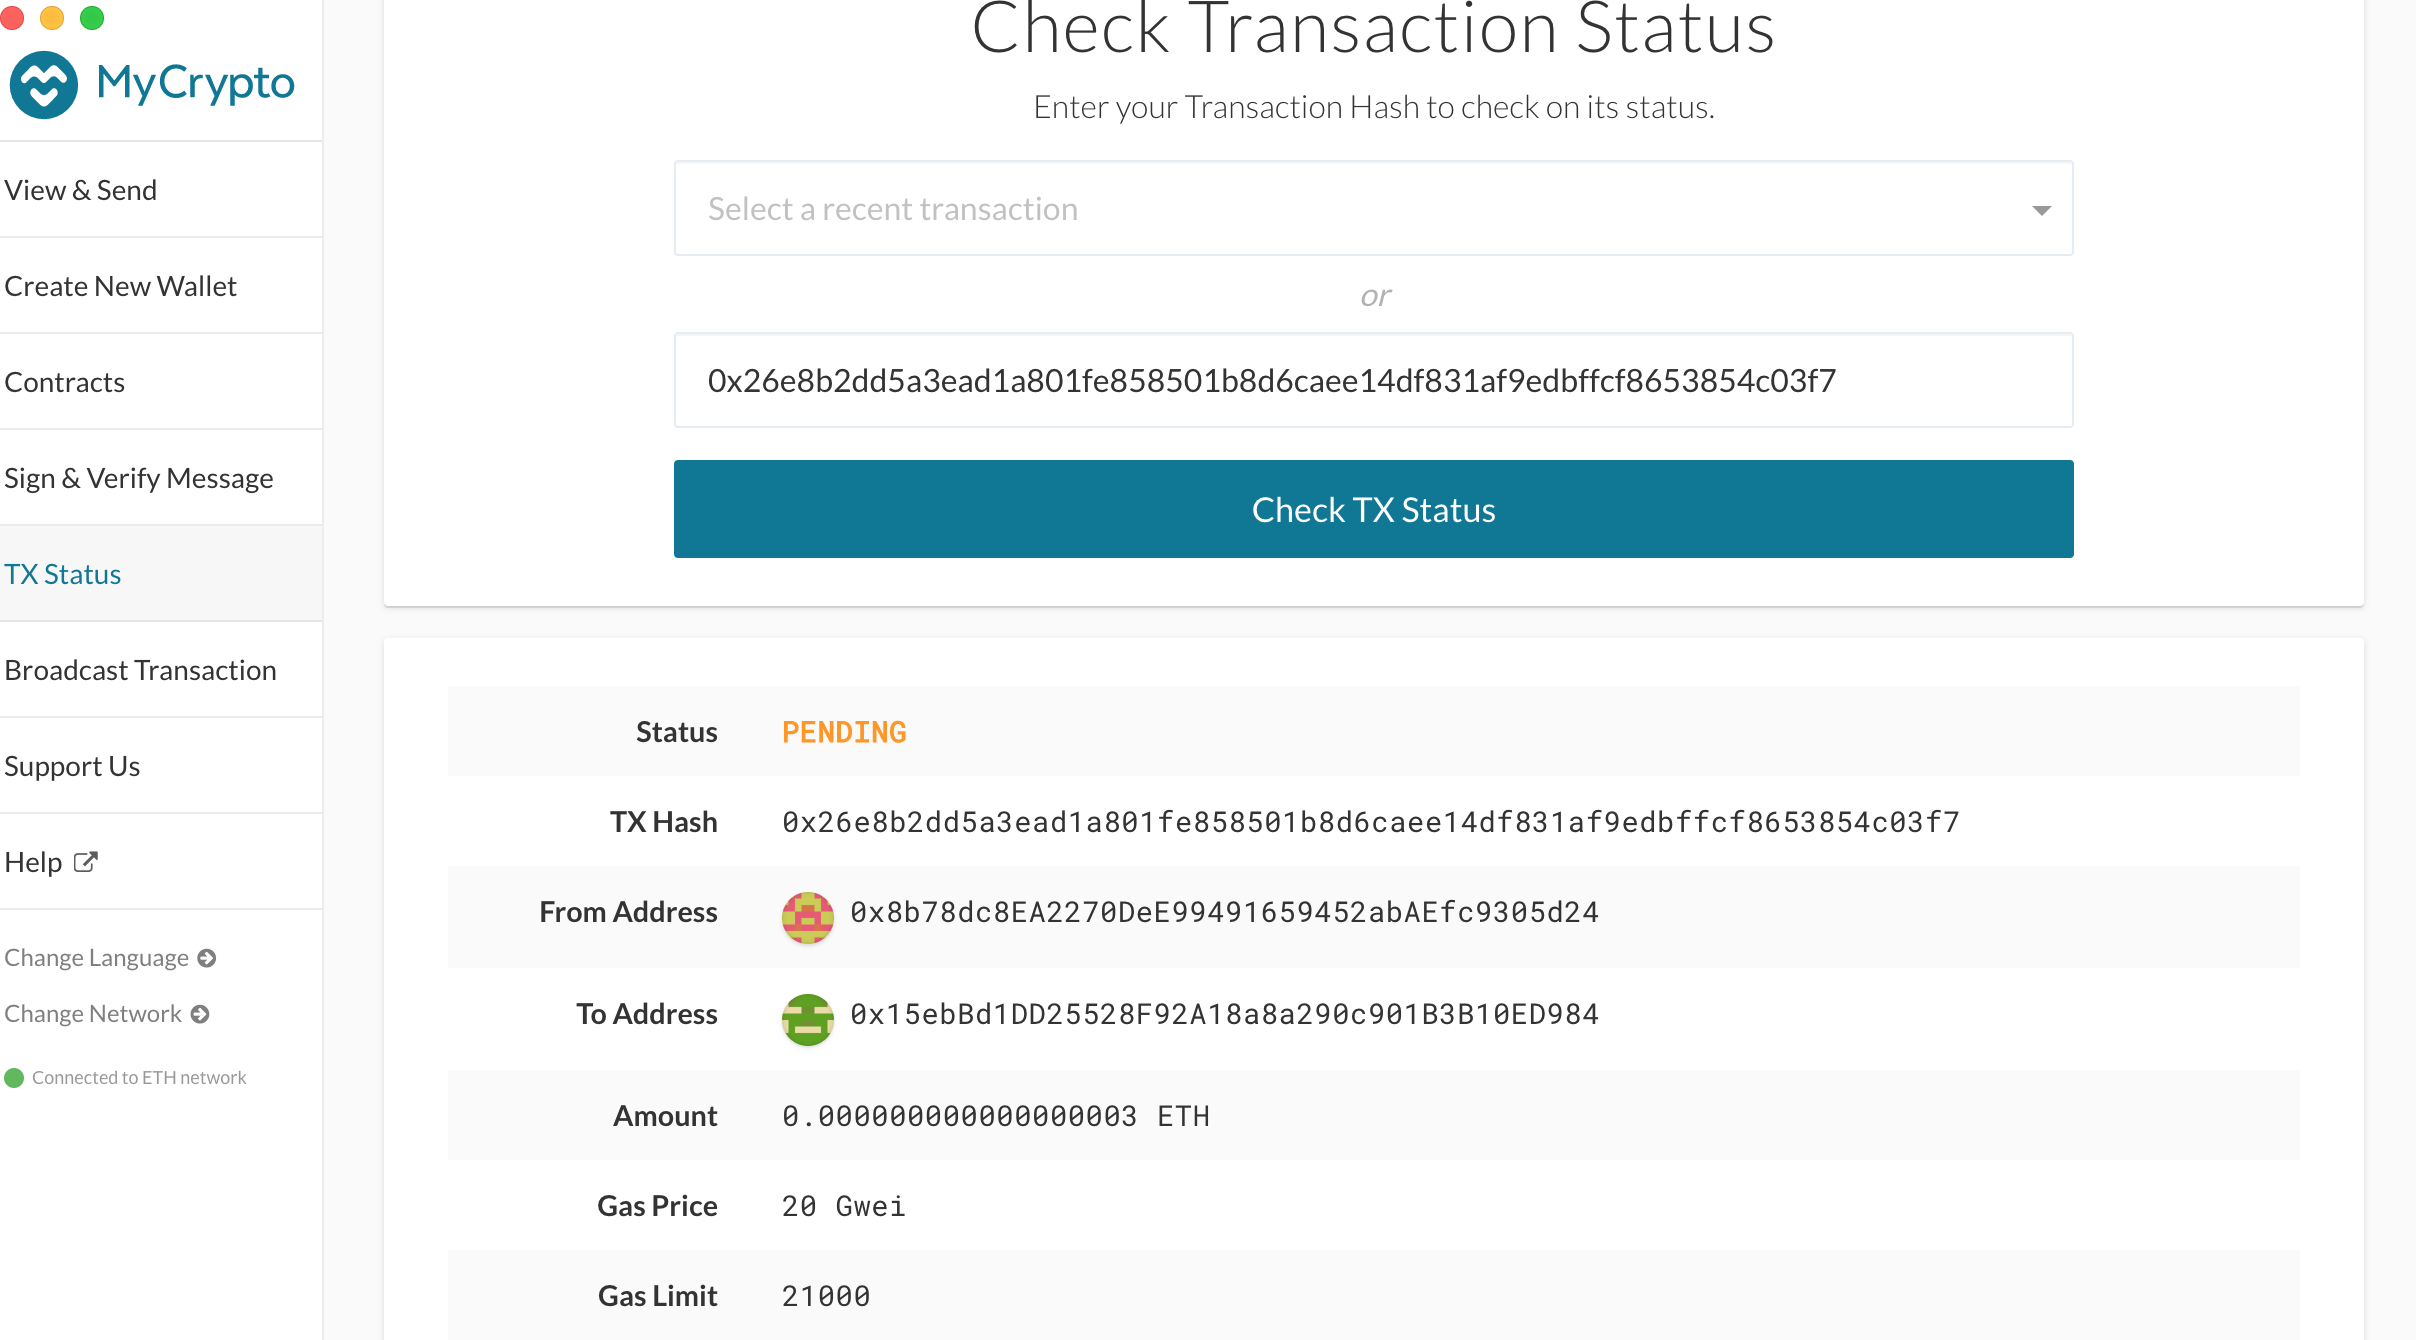 MyCrypto
View & Send
Create New Wallet
Contracts
Sign & Verify Message
TX Status
Broadcast Transaction
Support Us
Help
Change Language
Change Network
Connected to ETH network
Check Transaction Status
Enter your Transaction Hash to check on its status.
Select a recent transaction
or
0x26e8b2dd5a3ead1a801fe858501b8d6caee14df831af9edbffcf8653854c03f7
Check TX Status
Status PENDING
TX Hash 0x26e8b2dd5a3ead1a801fe858501b8d6caee14df831af9edbffcf8653854c03f7
From Address 0x8b78dc8EA2270DeE99491659452abAEfc9305d24
To Address 0x15ebBd1DD25528F92A18a8a290c901B3B10ED984
Amount 0.000000000000000003 ETH
Gas Price 20 Gwei
Gas Limit 21000